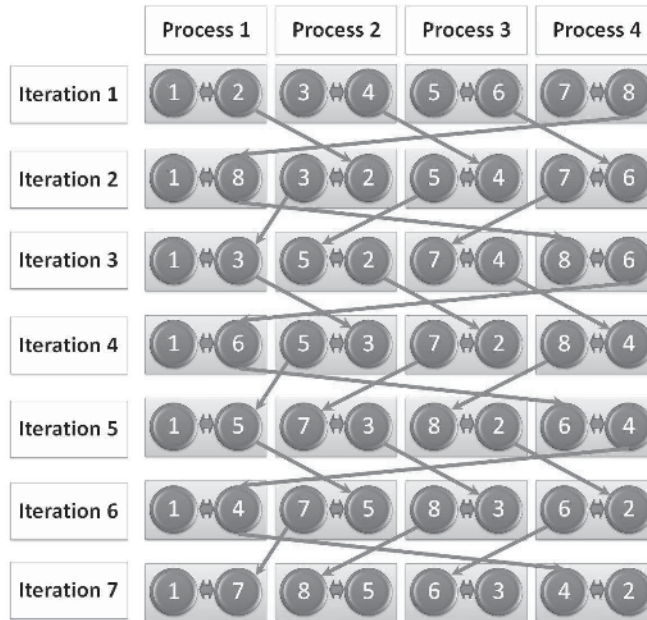 Process 1 Process 2 Process 3 Process 4
Iteration 1 1 2 3 4 5 6 7 8
Iteration 2 1 8 3 2 5 4 7 6
Iteration 3 1 3 5 2 7 4 8 6
Iteration 4 1 6 5 3 7 2 8 4
Iteration 5 1 5 7 3 8 2 6 4
Iteration 6 1 4 7 5 8 3 6 2
Iteration 7 1 7 8 5 6 3 4 2